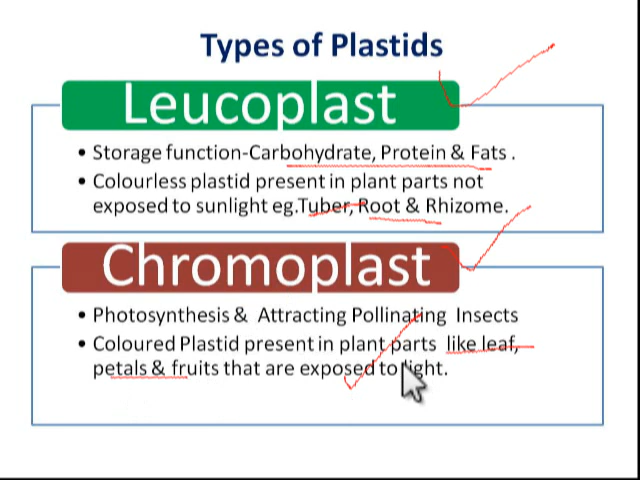 Types of Plastids
Leucoplast
• Storage function-Carbohydrate, Protein & Fats .
• Colourless plastid present in plant parts not
exposed to sunlight eg.Tuber, Root & Rhizome.
Chromoplast
• Photosynthesis & Attracting Pollinating Insects
• Coloured Plastid present in plant parts like leaf,
petals & fruits that are exposed to light.